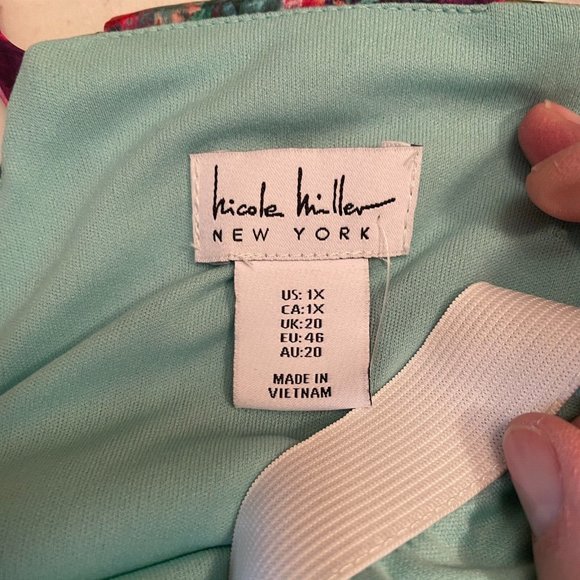 Nicole Miller
NEW YORK
US: 1X
CA:1X
UK:20
EU: 46
AU:20
MADE IN
VIETNAM